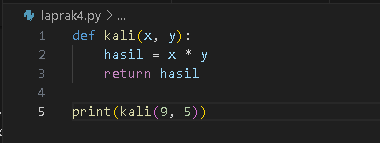 laprak4.py > ...
1 def kali(x, y):
2     hasil = x * y
3     return hasil
4
5 print(kali(9, 5))